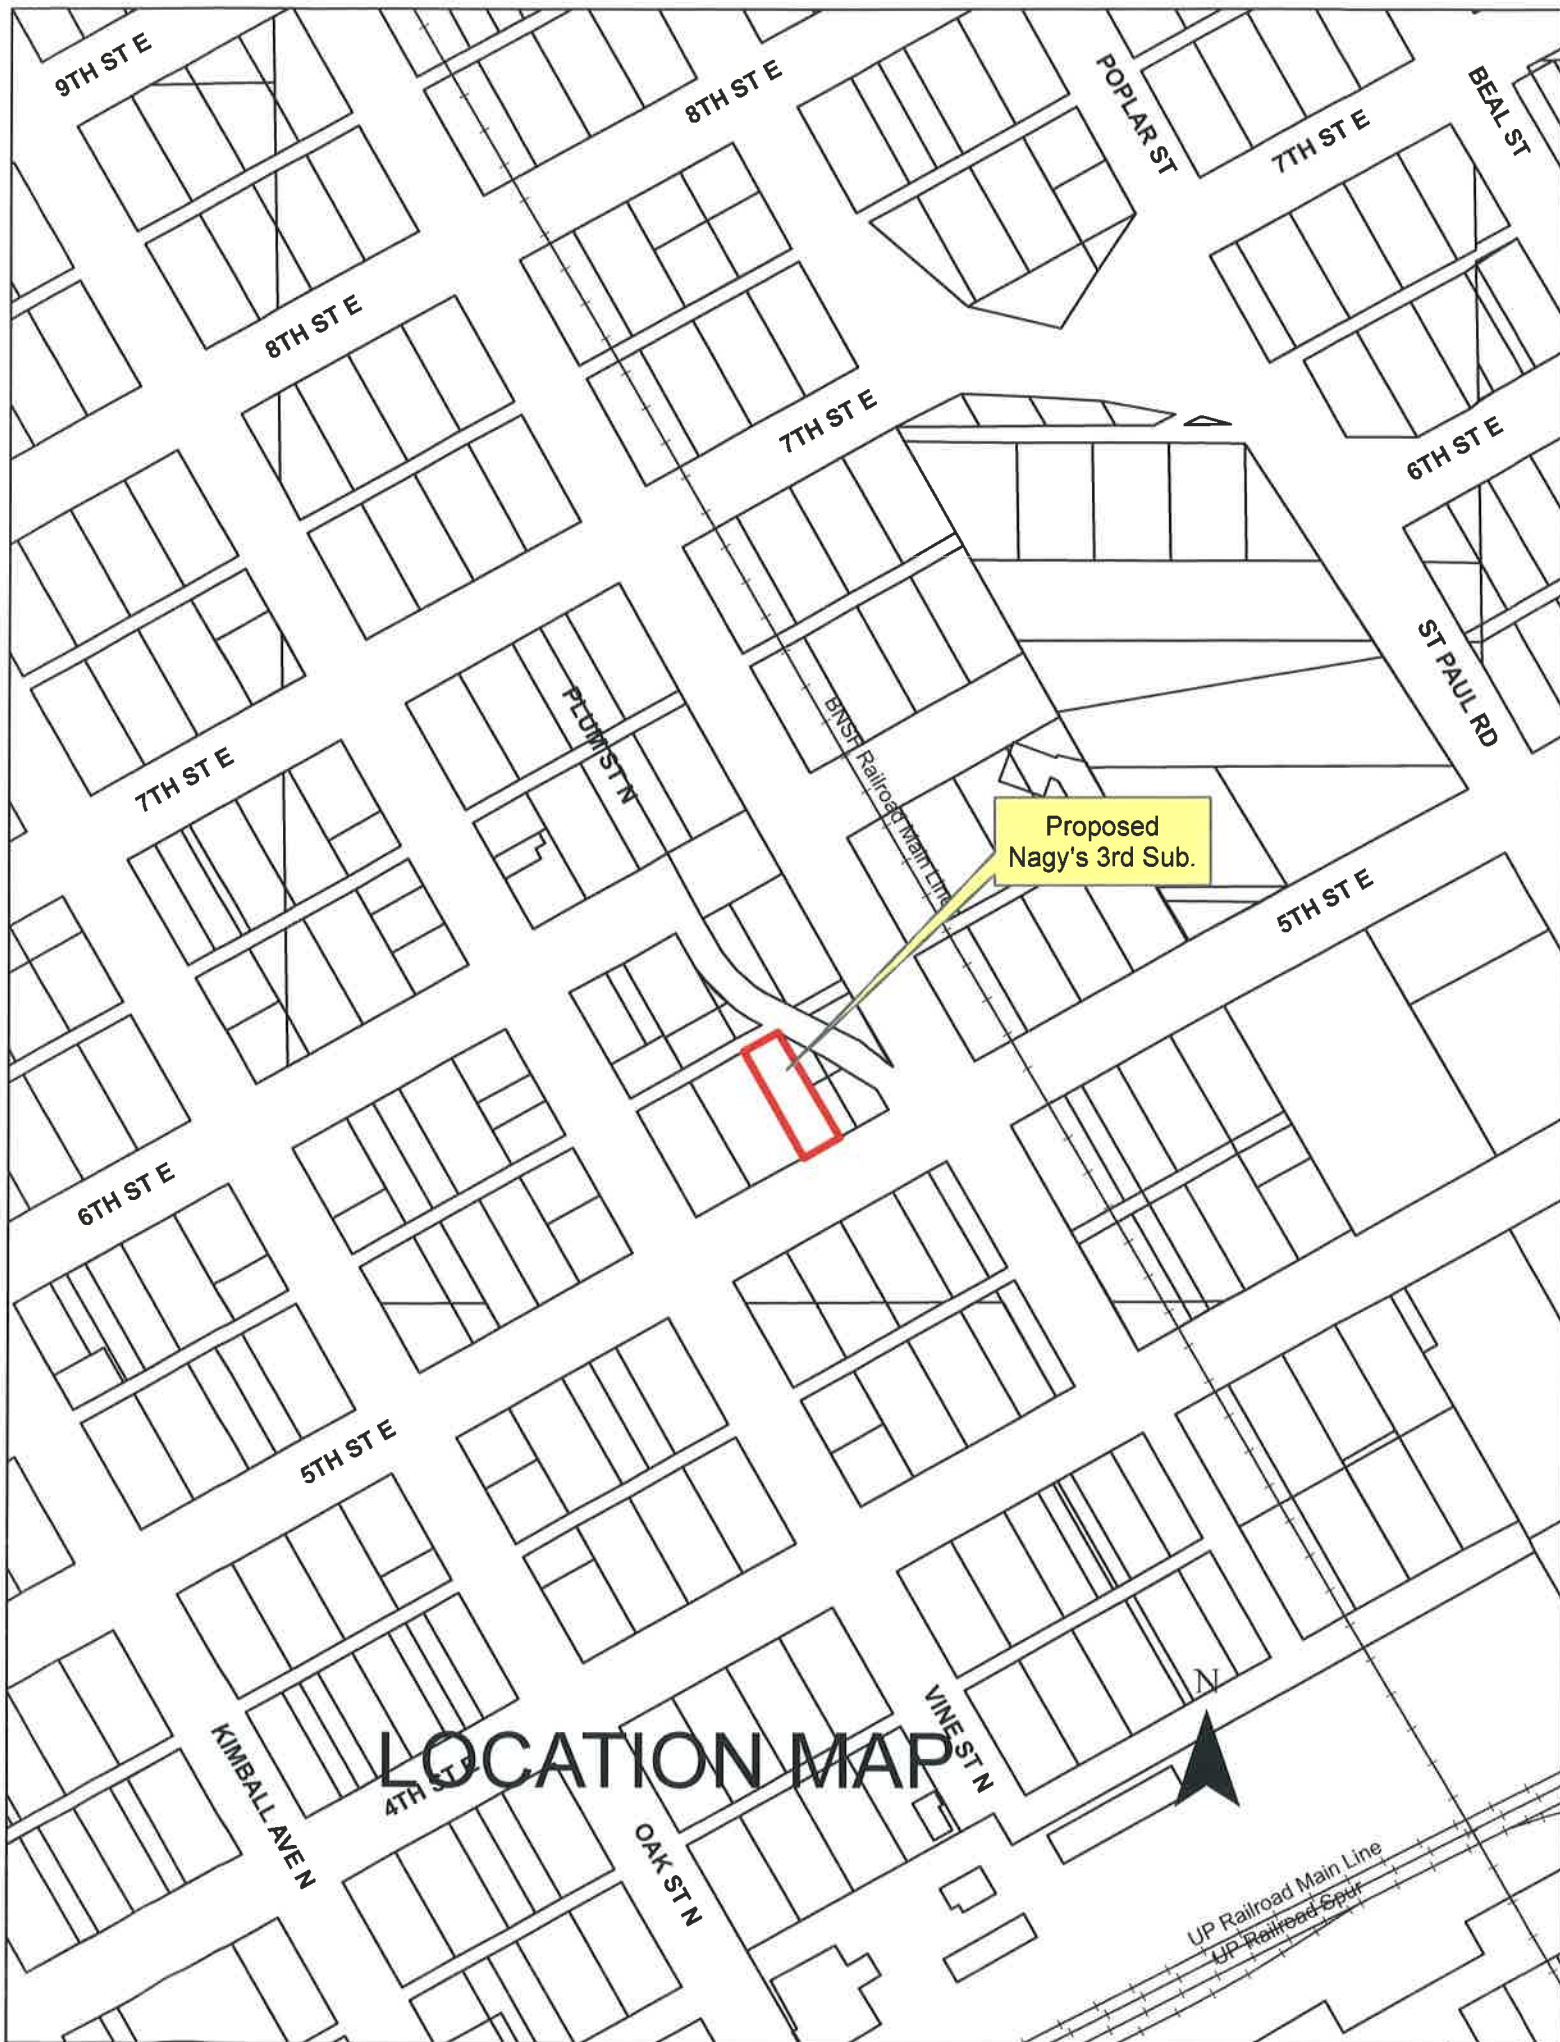 9TH ST E
8TH ST E
POPLAR ST
BEAL ST
7TH ST E
8TH ST E
7TH ST E
6TH ST E
ST PAUL RD
PLUM ST N
BNSF Railroad Main Line
7TH ST E
Proposed
Nagy's 3rd Sub.
5TH ST E
6TH ST E
5TH ST E
N
VINE ST N
LOCATION MAP
KIMBALL AVE N
4TH ST E
OAK ST N
UP Railroad Main Line
UP Railroad Spur